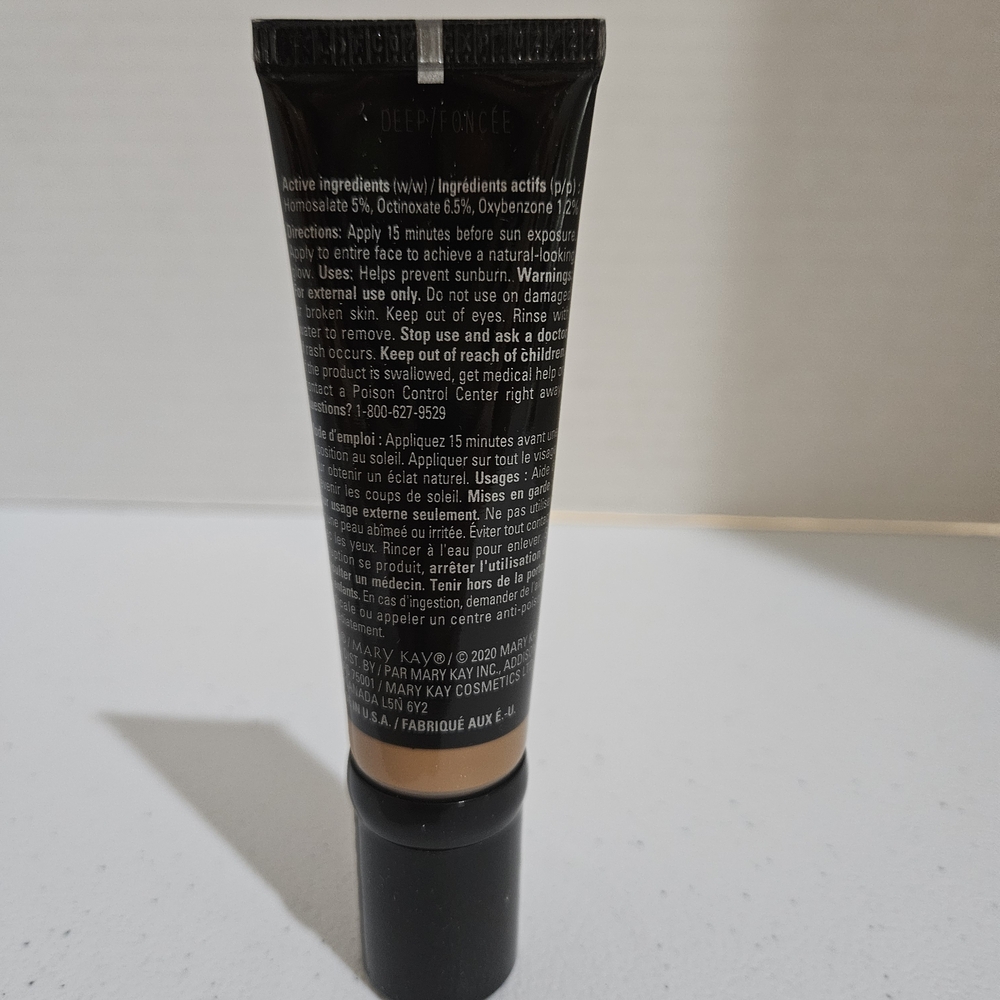 DEEP/FONCÉE
Active ingredients (w/w) / Ingrédients actifs (p/p) :
Homosalate 5%, Octinoxate 6.5%, Oxybenzone 1.2%
Directions: Apply 15 minutes before sun exposure
Apply to entire face to achieve a natural-looking
glow. Uses: Helps prevent sunburn. Warnings
For external use only. Do not use on damaged
or broken skin. Keep out of eyes. Rinse with
water to remove. Stop use and ask a doctor
rash occurs. Keep out of reach of children
the product is swallowed, get medical help or
contact a Poison Control Center right away
Questions? 1-800-627-9529
Mode d'emploi : Appliquez 15 minutes avant une
exposition au soleil. Appliquer sur tout le visage
obtenir un éclat naturel. Usages : Aide
prévenir les coups de soleil. Mises en garde
usage externe seulement. Ne pas utiliser
une peau abîmeé ou irritée. Éviter tout contact
les yeux. Rincer à l'eau pour enlever.
se produit, arrêter l'utilisation
un médecin. Tenir hors de la portée
enfants. En cas d'ingestion, demander de l'
ou appeler un centre anti-poison
MARY KAY® / © 2020 MARY KAY
DIST. BY / PAR MARY KAY INC., ADDISON
75001 / MARY KAY COSMETICS
CANADA L5N 6Y2
IN U.S.A. / FABRIQUÉ AUX É.-U.